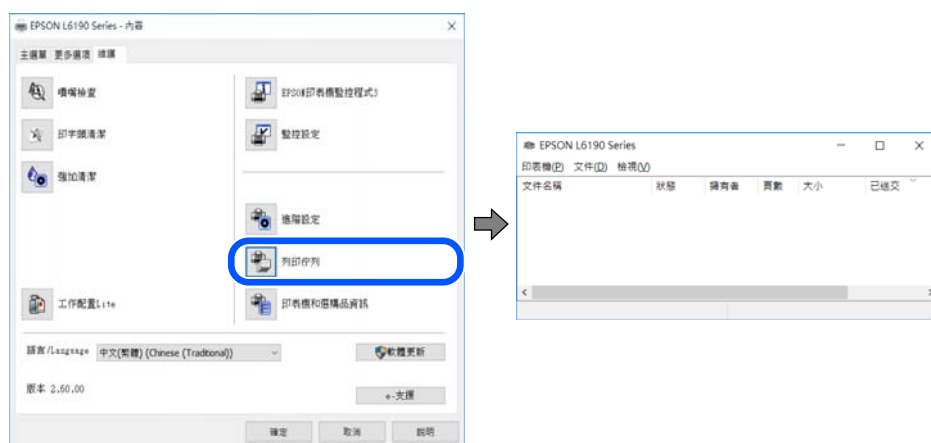 EPSON L6190 Series - 內容
主選單 更多選項 維護
噴嘴檢查
EPSON印表機監控程式3
印字頭清潔
監控設定
強加清潔
進階設定
列印佇列
工作配置Lite
印表機和選購品資訊
語言/Language 中文(繁體) (Chinese (Traditional))
軟體更新
版本 2.60.00
+-支援
確定 取消 說明
EPSON L6190 Series
印表機(P) 文件(D) 檢視(V)
文件名稱 狀態 擁有者 頁數 大小 已送交